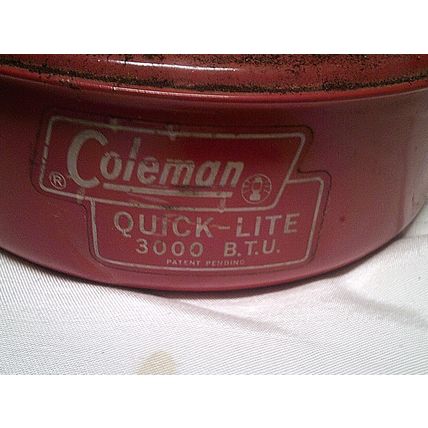 Coleman
®
QUICK-LITE
3000 B.T.U.
PATENT PENDING